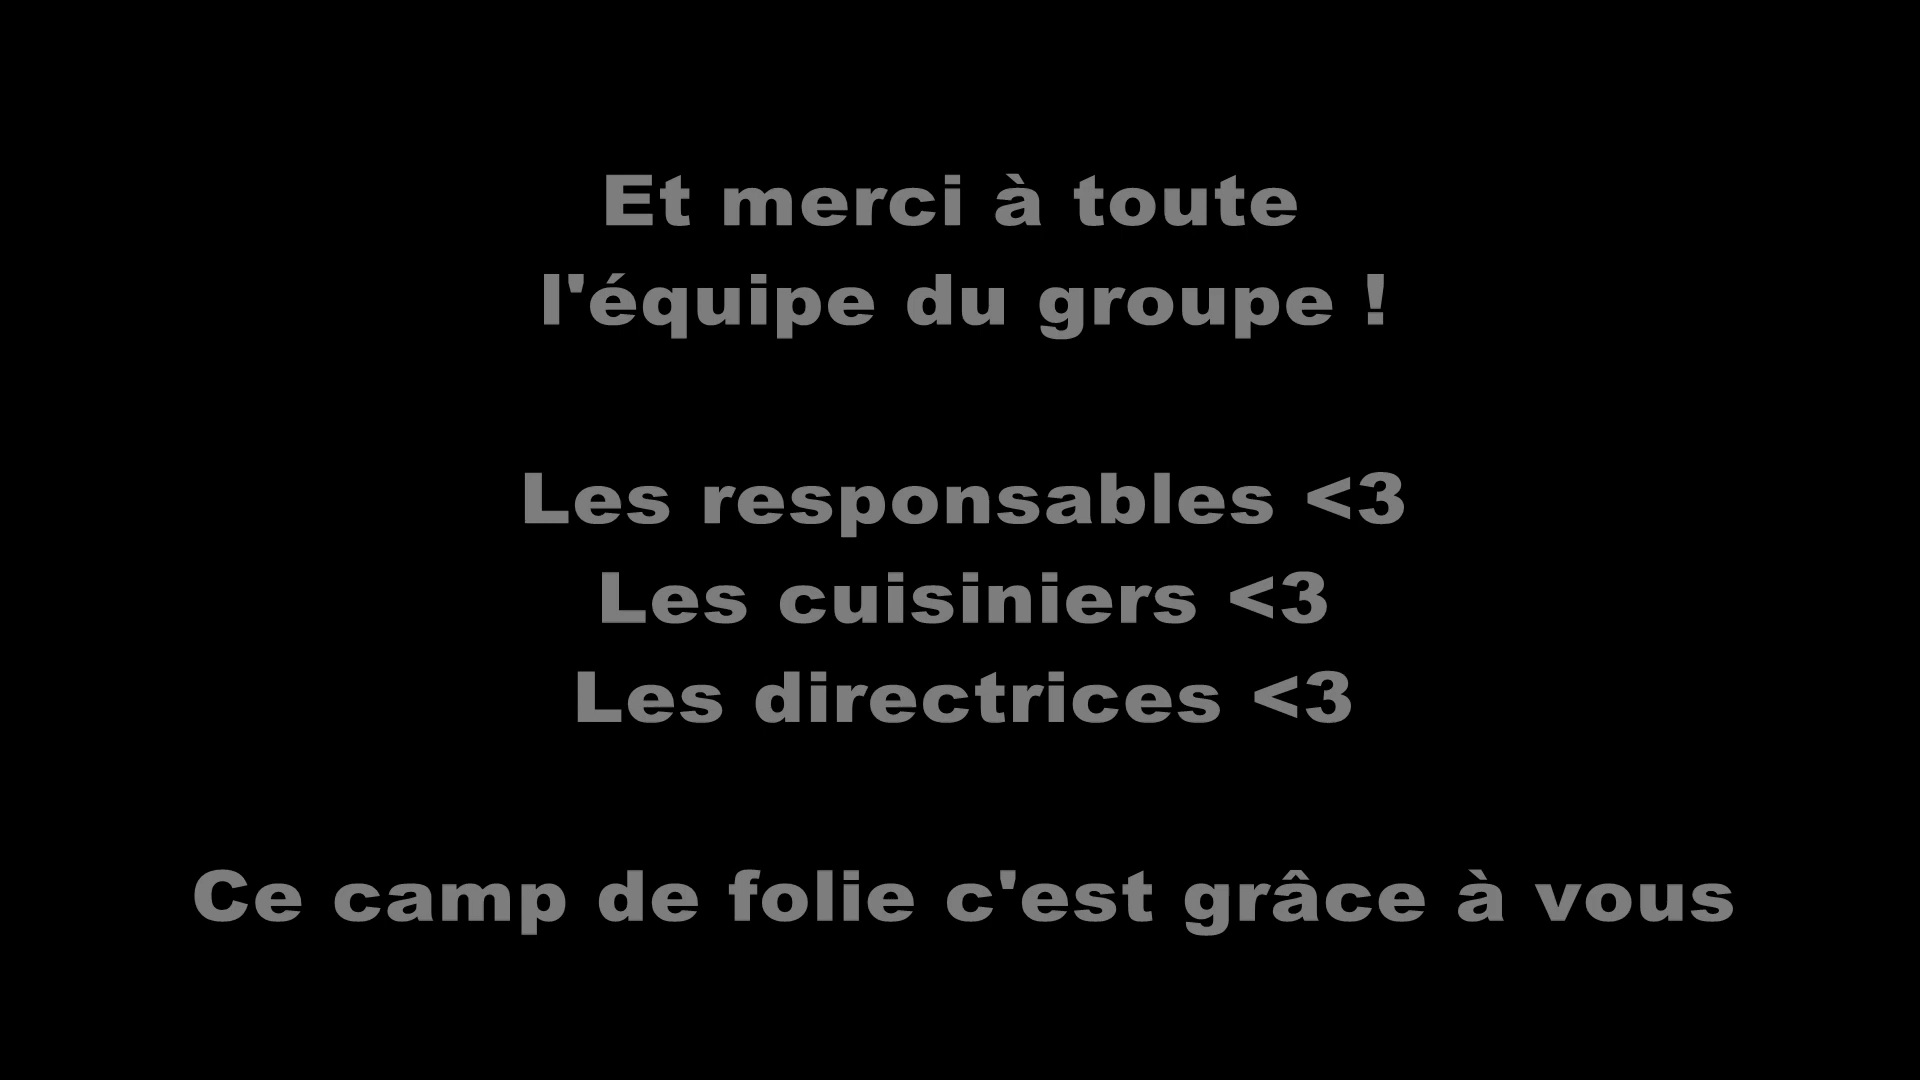 Et merci à toute
l'équipe du groupe !
Les responsables <3
Les cuisiniers <3
Les directrices <3
Ce camp de folie c'est grâce à vous